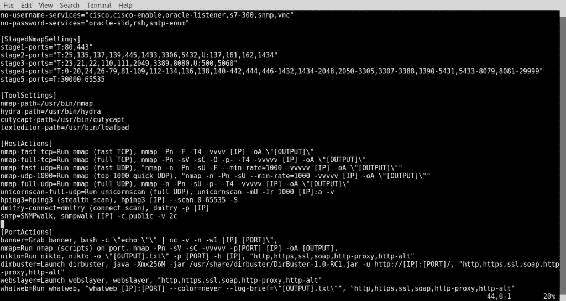 File Edit View Search Terminal Help
no-username-services="cisco,cisco-enable,oracle-listener,s7-300,snmp,vnc"
no-password-services="oracle-sid,rsh,smtp-enum"
[StagedNmapSettings]
stage1-ports="T:80,443"
stage2-ports="T:25,135,137,139,445,1433,3306,5432,U:137,161,162,1434"
stage3-ports="T:23,21,22,110,111,2049,3389,8080,U:500,5060"
stage4-ports="T:0-20,24,26-79,81-109,112-134,136,138,140-442,444,446-1432,1434-2048,2050-3305,3307-3388,3390-5431,5433-8079,8081-29999"
stage5-ports=T:30000-65535
[ToolSettings]
nmap-path=/usr/bin/nmap
hydra-path=/usr/bin/hydra
cutycapt-path=/usr/bin/cutycapt
texteditor-path=/usr/bin/leafpad
[HostActions]
nmap-fast-tcp=Run nmap (fast TCP), nmap -Pn -F -T4 -vvvv [IP] -oA \"[OUTPUT]\"
nmap-full-tcp=Run nmap (full TCP), nmap -Pn -sV -sC -O -p- -T4 -vvvvv [IP] -oA \"[OUTPUT]\"
nmap-fast-udp=Run nmap (fast UDP), "nmap -n -Pn -sU -F --min-rate=1000 -vvvvv [IP] -oA \"[OUTPUT]\""
nmap-udp-1000=Run nmap (top 1000 quick UDP), "nmap -n -Pn -sU --min-rate=1000 -vvvvv [IP] -oA \"[OUTPUT]\""
nmap-full-udp=Run nmap (full UDP), nmap -n -Pn -sU -p- -T4 -vvvvv [IP] -oA \"[OUTPUT]\"
unicornscan-full-udp=Run unicornscan (full UDP), unicornscan -mU -Ir 1000 [IP]:a -v
hping3=hping3 (stealth scan), hping3 [IP] --scan 0-65535 -S
dmitry-connect=dmitry (connect scan), dmitry -p [IP]
snmp=SNMPwalk, snmpwalk [IP] -c public -v 2c
[PortActions]
banner=Grab banner, bash -c \"echo \"\" | nc -v -n -w1 [IP] [PORT]\",
nmap=Run nmap (scripts) on port, nmap -Pn -sV -sC -vvvvv -p[PORT] [IP] -oA [OUTPUT],
nikto=Run nikto, nikto -o \"[OUTPUT].txt\" -p [PORT] -h [IP], "http,https,ssl,soap,http-proxy,http-alt"
dirbuster=Launch dirbuster, java -Xmx256M -jar /usr/share/dirbuster/DirBuster-1.0-RC1.jar -u http://[IP]:[PORT]/, "http,https,ssl,soap,http
-proxy,http-alt"
webslayer=Launch webslayer, webslayer, "http,https,ssl,soap,http-proxy,http-alt"
whatweb=Run whatweb, "whatweb [IP]:[PORT] --color=never --log-brief=\"[OUTPUT].txt\"", "http,https,ssl,soap,http-proxy,http-alt"
44,0-1 20%